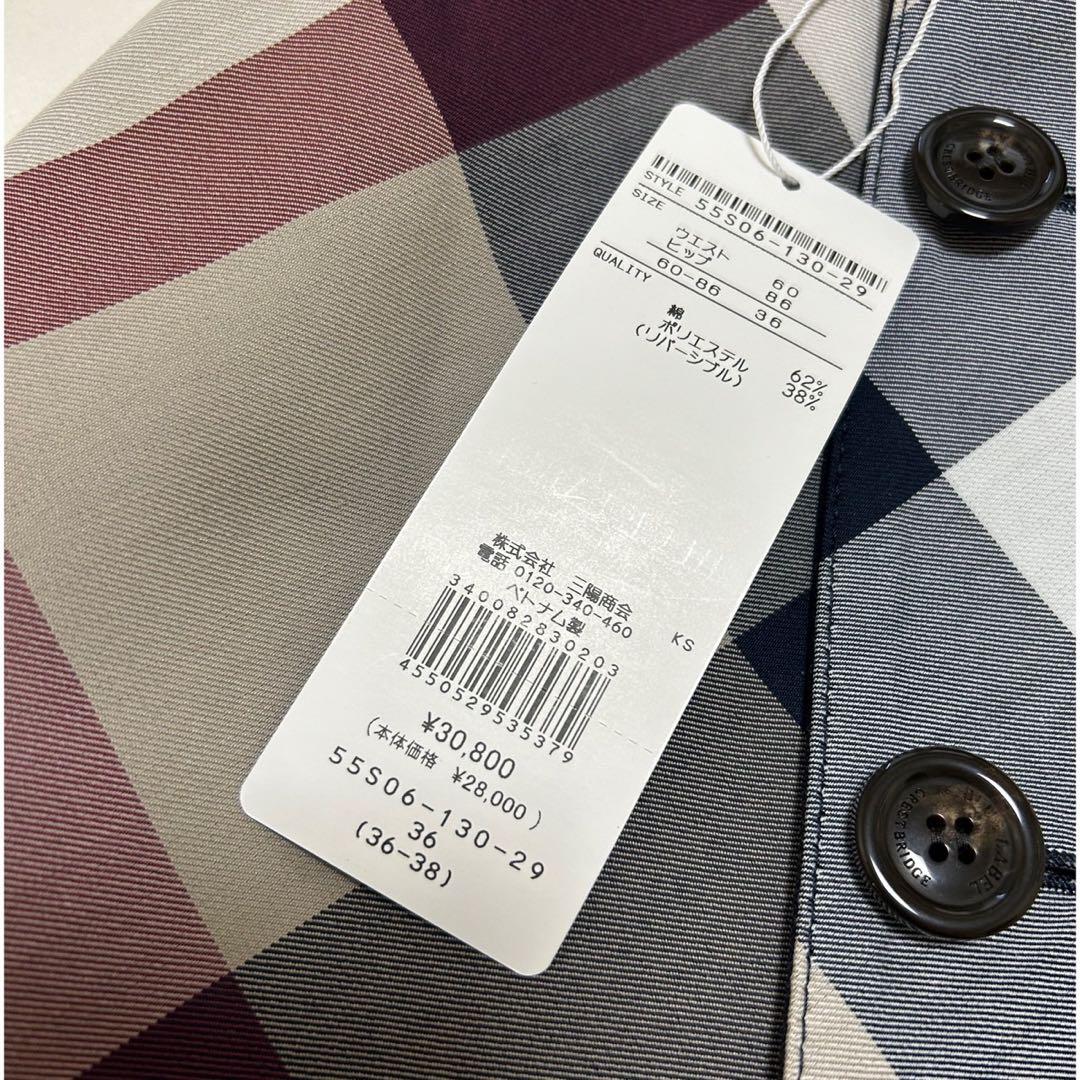 STYLE 55S06-130-29
SIZE
ウエスト 60
ヒップ 86
60-86 36
QUALITY
綿 62%
ポリエステル 38%
(リバーシブル)
株式会社 三陽商会
電話 0120-340-460
ベトナム製 KS
340082830203
4550529535379
¥30,800
(本体価格 ¥28,000)
55S06-130-29
36
(36-38)
CRESTBRIDGE
LABEL
CRESTBRIDGE